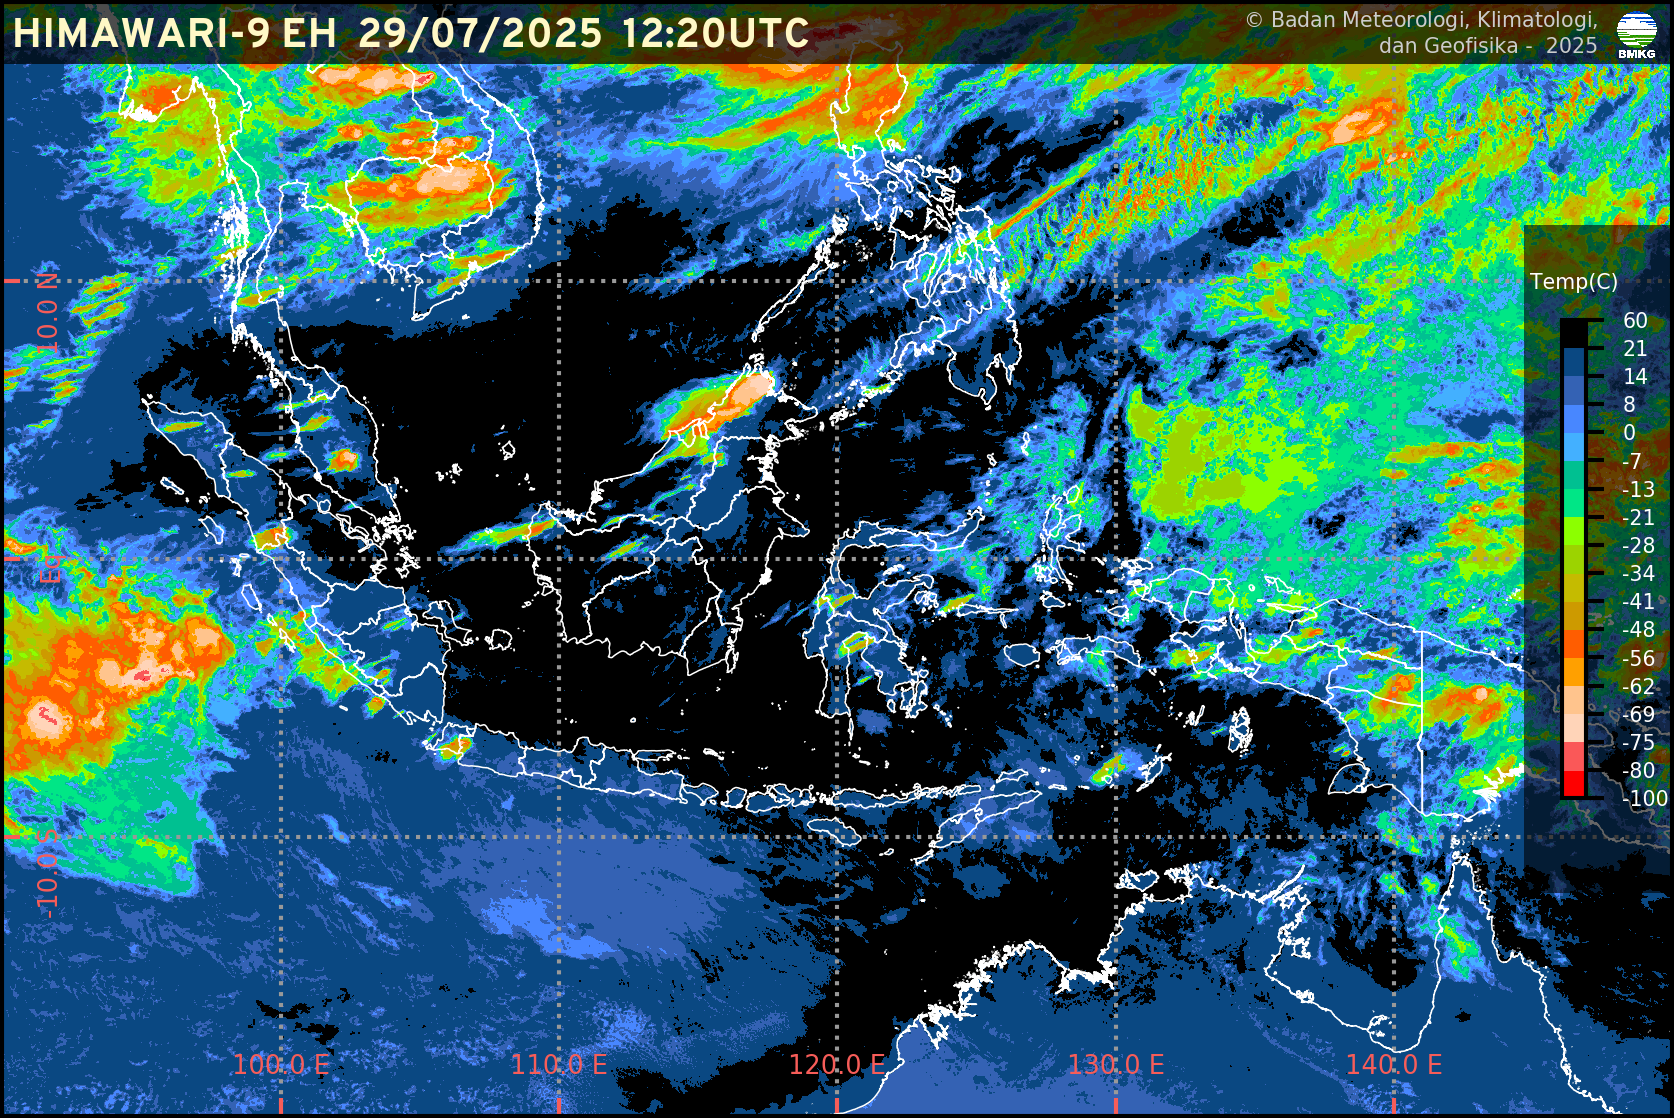 HIMAWARI-9 EH 29/07/2025 12:20UTC
© Badan Meteorologi, Klimatologi,
dan Geofisika - 2025
BMKG
Temp(C)
60
21
14
8
0
-7
-13
-21
-28
-34
-41
-48
-56
-62
-69
-75
-80
-100
10.0 N
Eq
-10.0 S
100.0 E
110.0 E
120.0 E
130.0 E
140.0 E